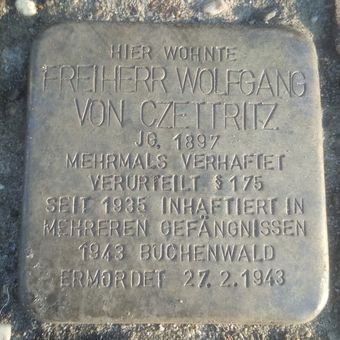 HIER WOHNTE
FREIHERR WOLFGANG
VON CZETTRITZ
JG. 1897
MEHRMALS VERHAFTET
VERURTEILT § 175
SEIT 1935 INHAFTIERT IN
MEHREREN GEFÄNGNISSEN
1943 BUCHENWALD
ERMORDET 27.2.1943